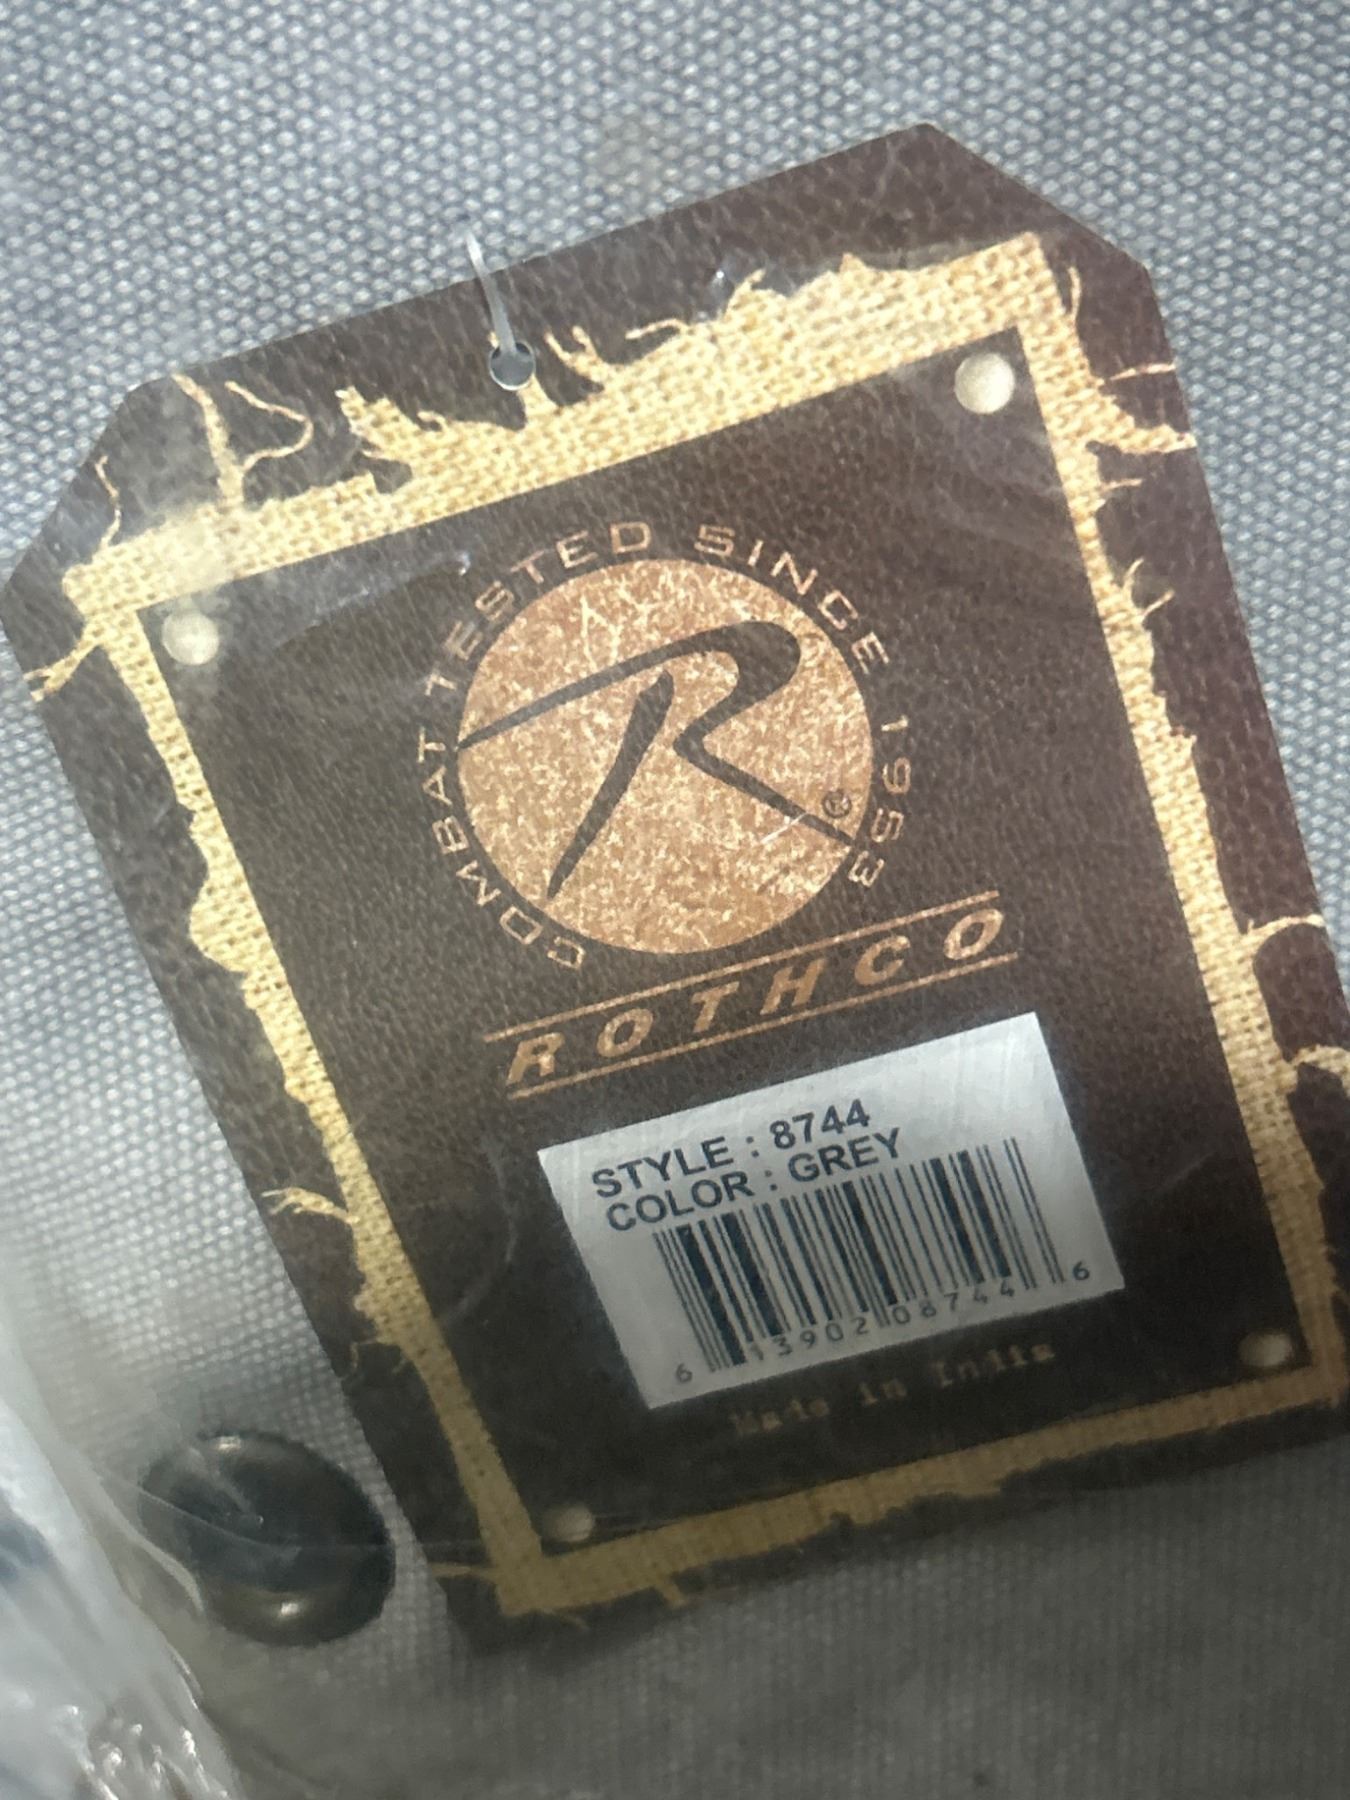 COMBAT TESTED SINCE 1953
R®
ROTHCO
STYLE : 8744
COLOR : GREY
6 13902 08744 6
Made in India